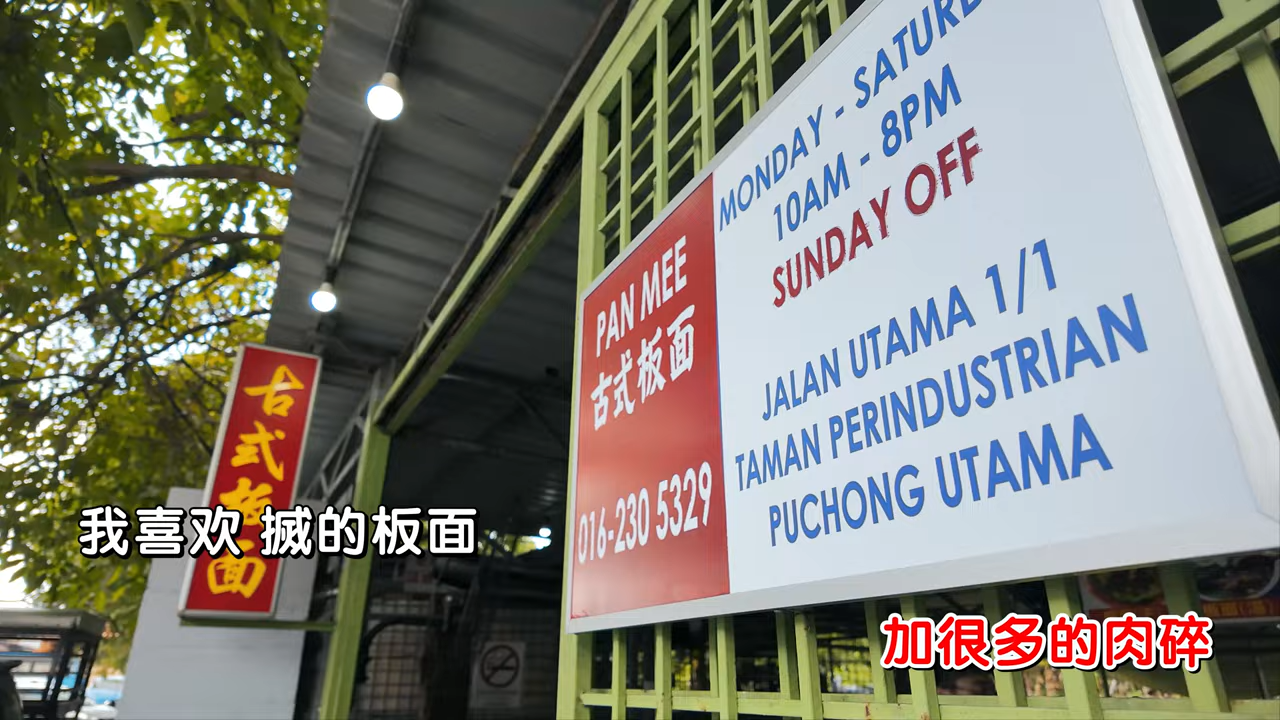 PAN MEE
古式板面
016-230 5329
MONDAY -
10AM - 8PM
SUNDAY OFF
JALAN UTAMA 1/1
TAMAN PERINDUSTRIAN
PUCHONG UTAMA
古式板面
我喜欢 搣的板面
加很多的肉碎